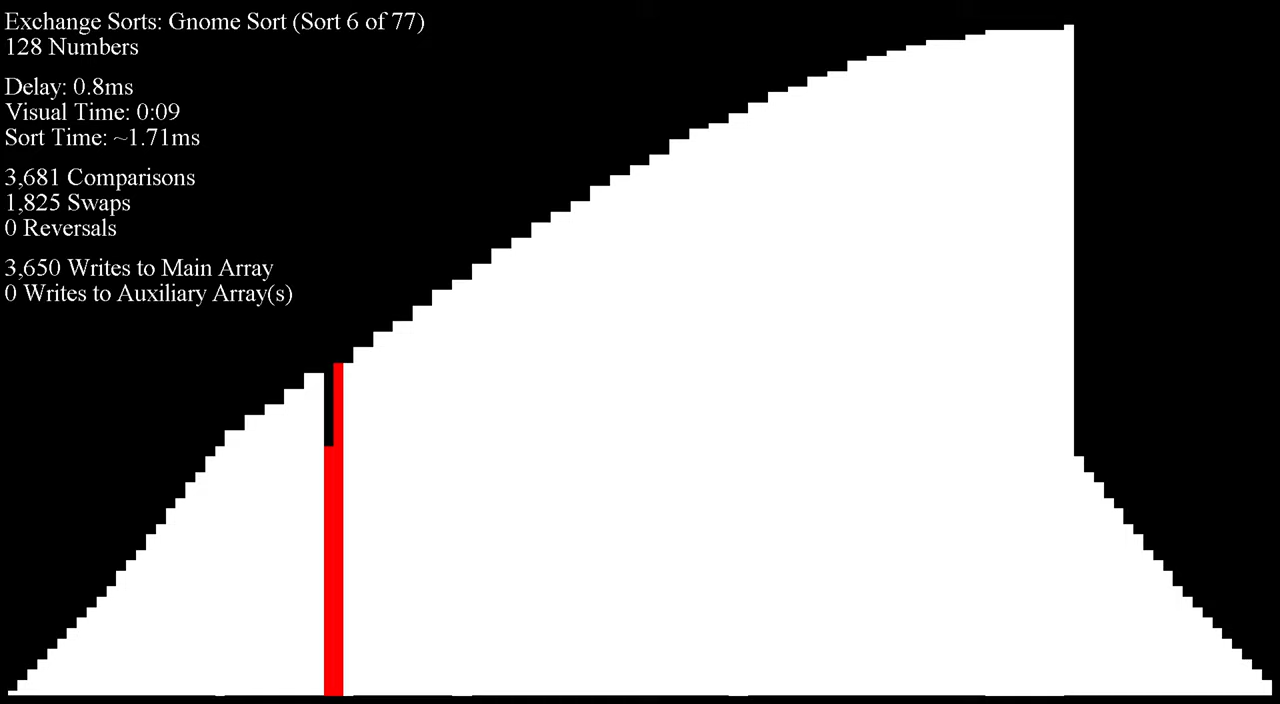 Exchange Sorts: Gnome Sort (Sort 6 of 77)
128 Numbers
Delay: 0.8ms
Visual Time: 0:09
Sort Time: ~1.71ms
3,681 Comparisons
1,825 Swaps
0 Reversals
3,650 Writes to Main Array
0 Writes to Auxiliary Array(s)